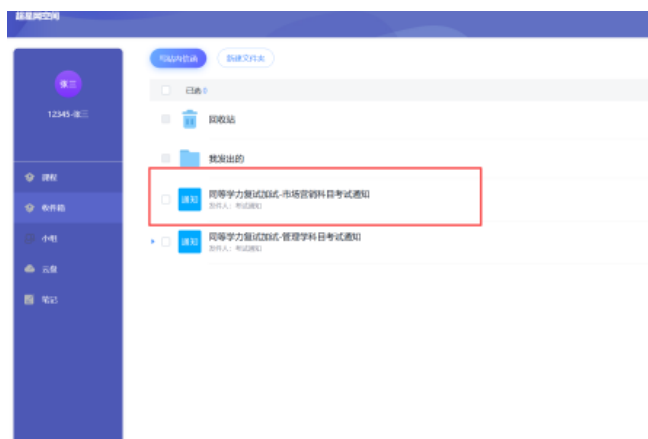 超星网空间
张三
12345-张三
课程
收件箱
小组
云盘
笔记
写站内信函
新建文件夹
已选 0
回收站
我发出的
通知
同等学力复试加试-市场营销科目考试通知
发件人：考试通知
通知
同等学力复试加试-管理学科目考试通知
发件人：考试通知